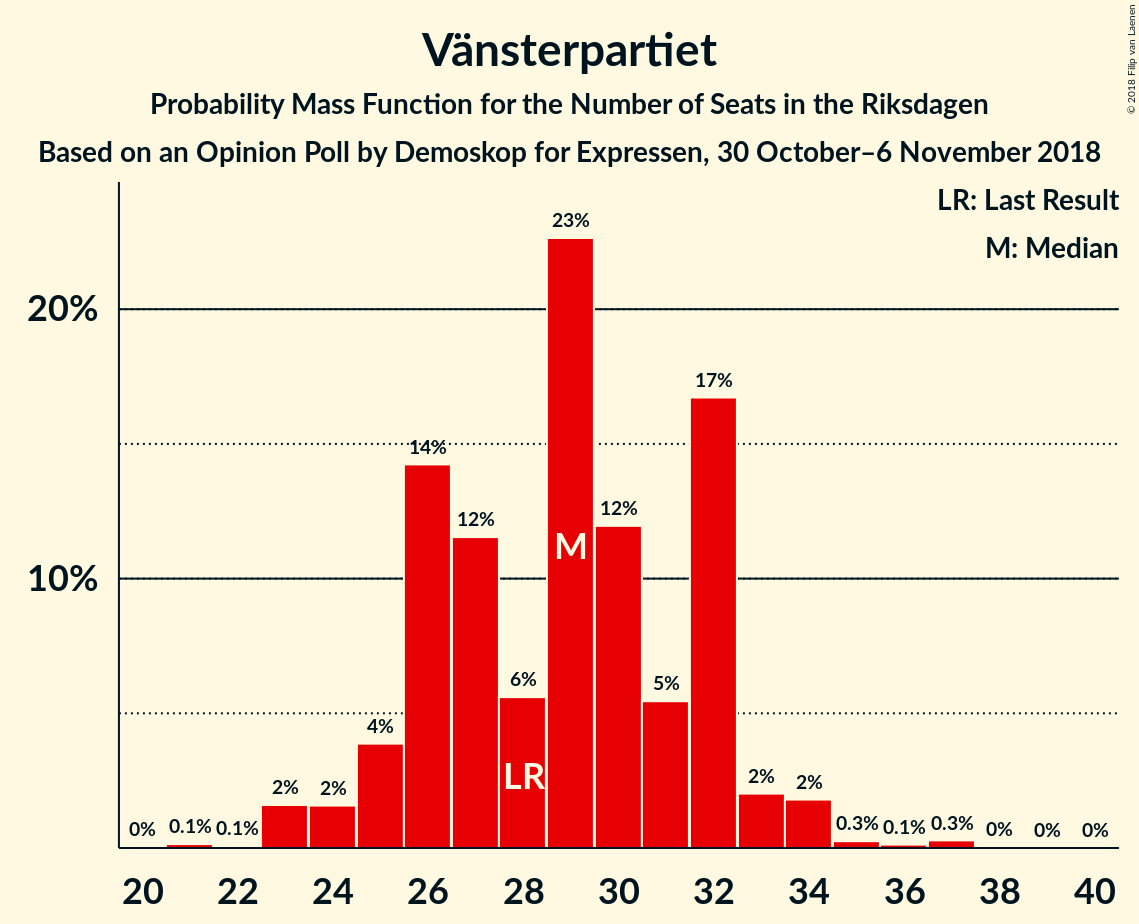 © 2018 Filip van Laenen
Vänsterpartiet
Probability Mass Function for the Number of Seats in the Riksdagen
Based on an Opinion Poll by Demoskop for Expressen, 30 October–6 November 2018
LR: Last Result
M: Median
20%
10%
0%
0.1%
0.1%
2%
2%
4%
14%
12%
6%
23%
12%
5%
17%
2%
2%
0.3%
0.1%
0.3%
0%
0%
0%
M
LR
20 22 24 26 28 30 32 34 36 38 40